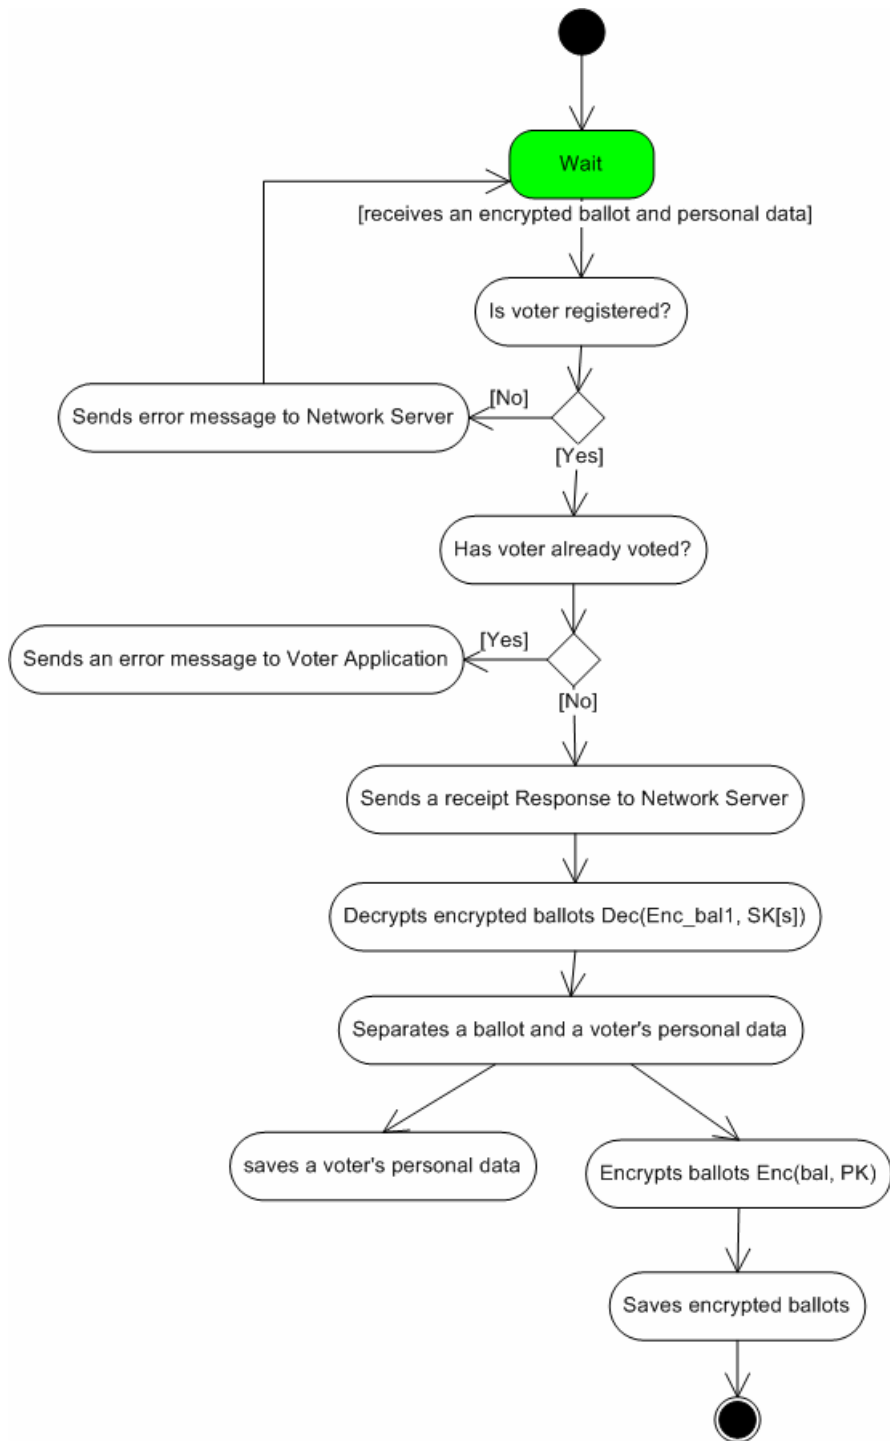 Wait
[receives an encrypted ballot and personal data]
Is voter registered?
[No]
Sends error message to Network Server
[Yes]
Has voter already voted?
[Yes]
Sends an error message to Voter Application
[No]
Sends a receipt Response to Network Server
Decrypts encrypted ballots Dec(Enc_bal1, SK[s])
Separates a ballot and a voter's personal data
saves a voter's personal data
Encrypts ballots Enc(bal, PK)
Saves encrypted ballots